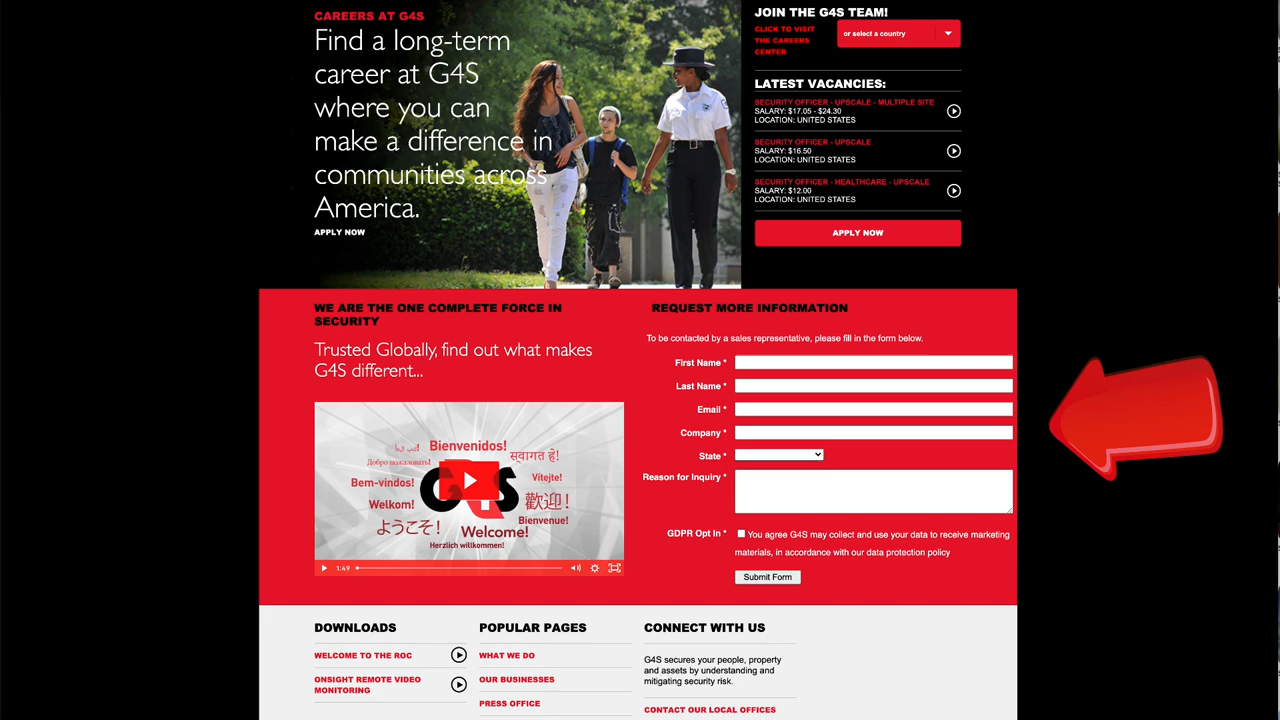 CAREERS AT G4S
Find a long-term
career at G4S
where you can
make a difference in
communities across
America.
APPLY NOW
JOIN THE G4S TEAM!
CLICK TO VISIT
THE CAREERS
CENTER
or select a country
LATEST VACANCIES:
SECURITY OFFICER - UPSCALE - MULTIPLE SITE
SALARY: $17.05 - $24.30
LOCATION: UNITED STATES
SECURITY OFFICER - UPSCALE
SALARY: $16.50
LOCATION: UNITED STATES
SECURITY OFFICER - HEALTHCARE - UPSCALE
SALARY: $12.00
LOCATION: UNITED STATES
APPLY NOW
WE ARE THE ONE COMPLETE FORCE IN
SECURITY
Trusted Globally, find out what makes
G4S different...
Bienvenidos!
स्वागत हे!
Добро пожаловать!
Bem-vindos!
Vítejte!
G4S
Welkom!
歡迎!
ようこそ!
Welcome!
Bienvenue!
Herzlich willkommen!
1:49
REQUEST MORE INFORMATION
To be contacted by a sales representative, please fill in the form below.
First Name *
Last Name *
Email *
Company *
State *
Reason for Inquiry *
GDPR Opt In * You agree G4S may collect and use your data to receive marketing
materials, in accordance with our data protection policy
Submit Form
DOWNLOADS
WELCOME TO THE ROC
ONSIGHT REMOTE VIDEO
MONITORING
POPULAR PAGES
WHAT WE DO
OUR BUSINESSES
PRESS OFFICE
CONNECT WITH US
G4S secures your people, property
and assets by understanding and
mitigating security risk.
CONTACT OUR LOCAL OFFICES